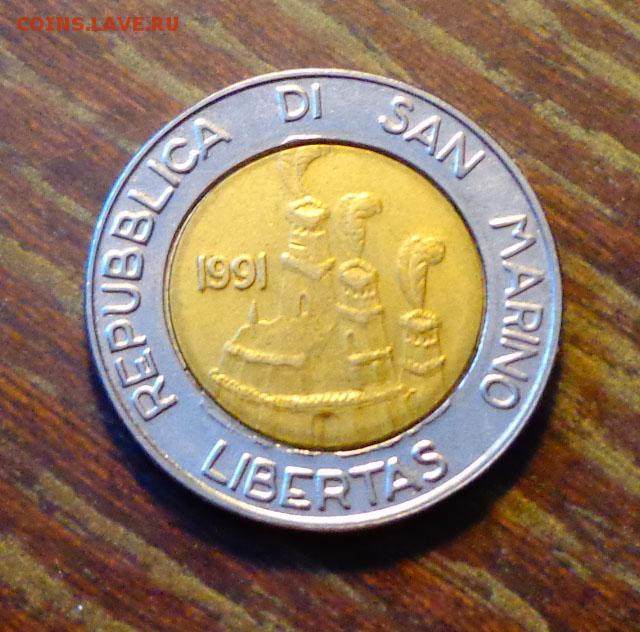 COINS.LAVE.RU
REPUBBLICA DI SAN MARINO
1991
LIBERTAS